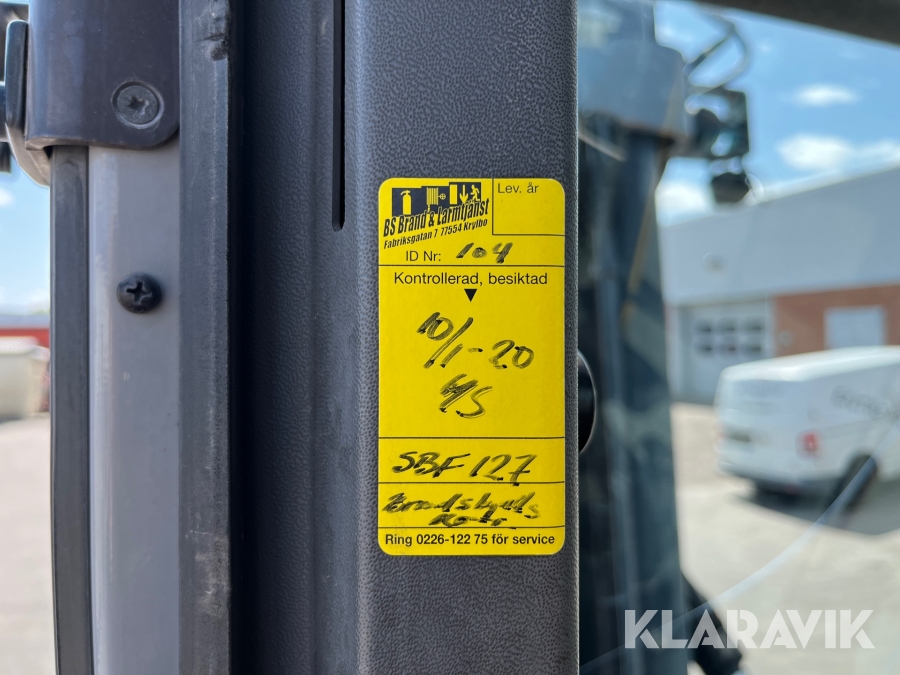 Lev. år
BS Brand & Larmtjänst
Fabriksgatan 7 77554 Krylbo
ID Nr: 104
Kontrollerad, besiktad
10/1-20
SBF 127
Brandskydds
Ring 0226-122 75 för service
KLARAVIK